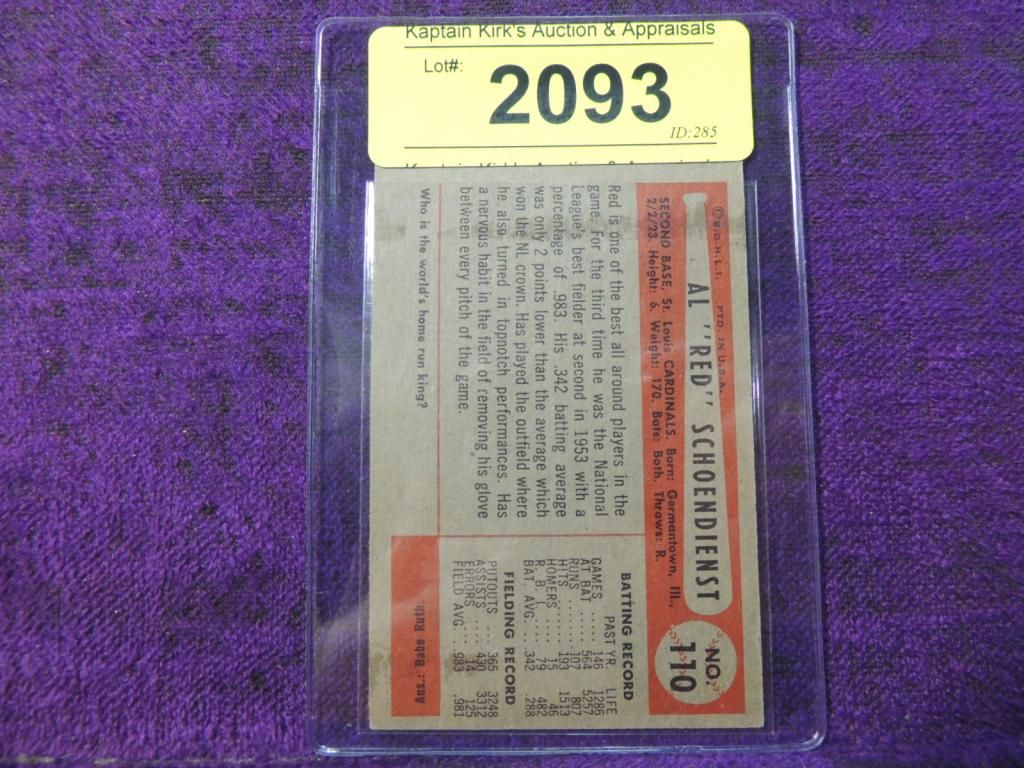 Kaptain Kirk's Auction & Appraisals
Lot#: 2093
ID:285
PTD. IN U.S.A.
AL "RED" SCHOENDIENST
NO. 110
SECOND BASE, St. Louis CARDINALS. Born: Germantown, Ill.,
2/2/23. Height: 6. Weight: 170. Bats: Both. Throws: R.
Red is one of the best all around players in the
game. For the third time he was the National
League's best fielder at second in 1953 with a
percentage of .983. His .342 batting average
was only 2 points lower than the average which
won the NL crown. Has played the outfield where
he also turned in topnotch performances. Has
a nervous habit in the field of removing his glove
between every pitch of the game.
Who is the world's home run king?
BATTING RECORD
PAST YR. LIFE
GAMES ..... 146 1286
AT BAT ..... 564 5257
RUNS ..... 107 807
HITS ..... 193 1513
HOMERS .... 15 46
R. B. I. .... 79 482
BAT. AVG. .. .342 .288
FIELDING RECORD
PUTOUTS .... 365 3248
ASSISTS .... 430 3312
ERRORS .... 14 125
FIELD AVG. .983 .981
Ans.: Babe Ruth.